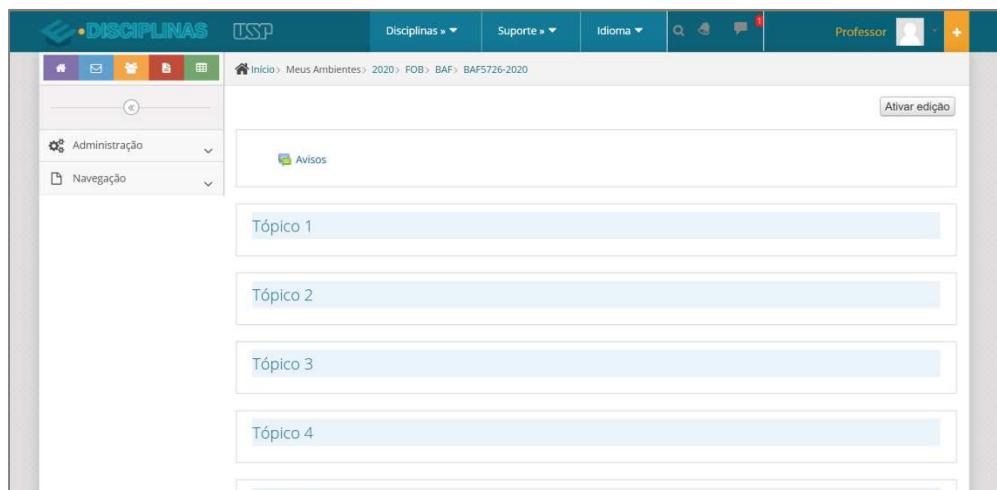 e•DISCIPLINAS USP Disciplinas » Suporte » Idioma 1 Professor +
Início > Meus Ambientes > 2020 > FOB > BAF > BAF5726-2020
Ativar edição
Administração
Avisos
Navegação
Tópico 1
Tópico 2
Tópico 3
Tópico 4